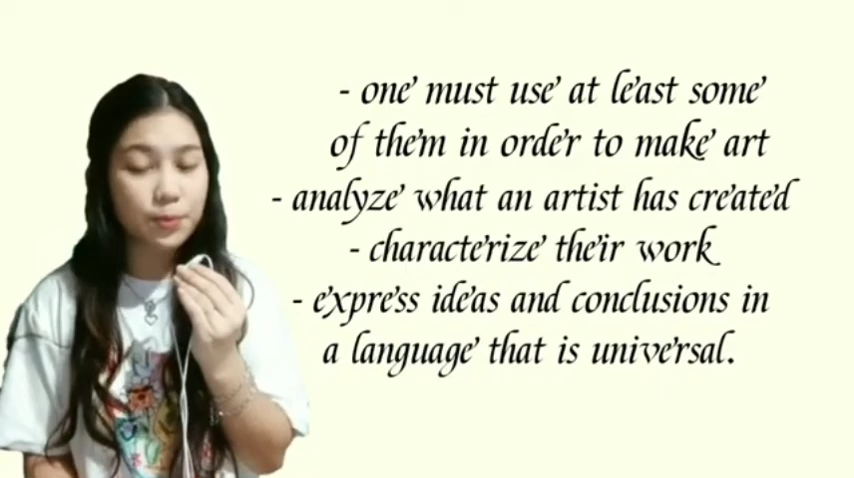 - one must use at least some
of them in order to make art
- analyze what an artist has created
- characterize their work
- express ideas and conclusions in
a language that is universal.